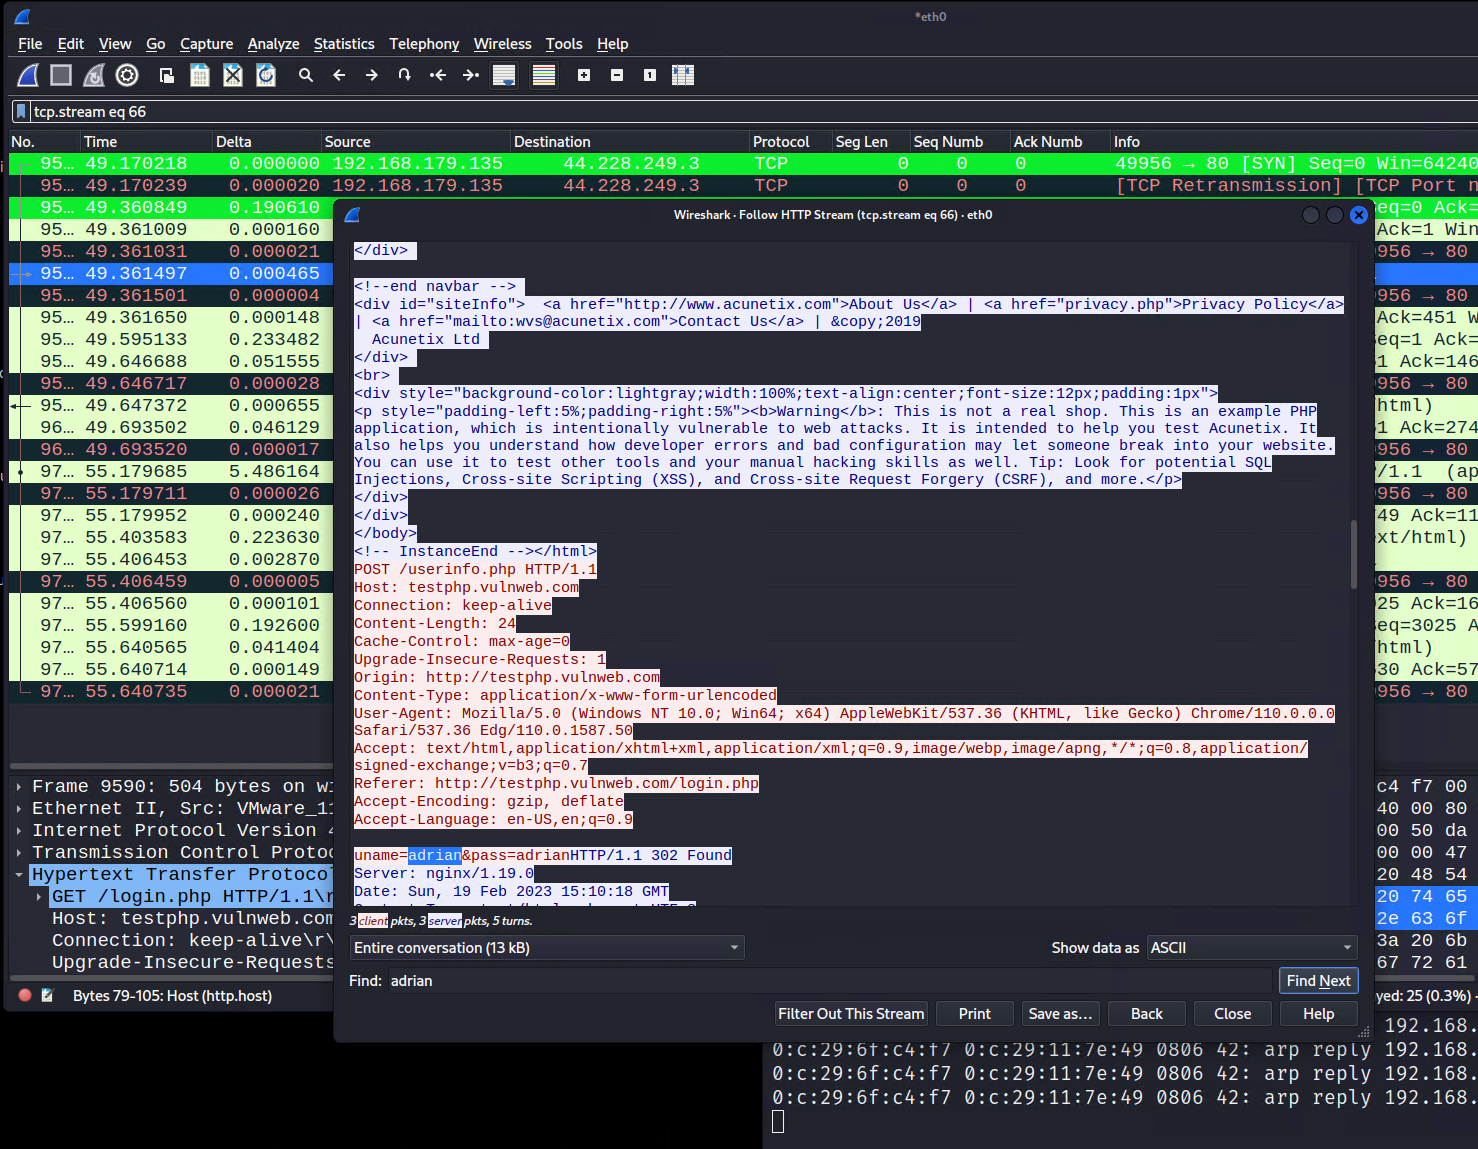 *eth0
File Edit View Go Capture Analyze Statistics Telephony Wireless Tools Help
tcp.stream eq 66
No. Time Delta Source Destination Protocol Seg Len Seq Numb Ack Numb Info
95… 49.170218 0.000000 192.168.179.135 44.228.249.3 TCP 0 0 0 49956 → 80 [SYN] Seq=0 Win=64240
95… 49.170239 0.000020 192.168.179.135 44.228.249.3 TCP 0 0 0 [TCP Retransmission] [TCP Port n
95… 49.360849 0.190610 eq=0 Ack=
95… 49.361009 0.000160 Ack=1 Win
95… 49.361031 0.000021 9956 → 80
95… 49.361497 0.000465
95… 49.361501 0.000004 9956 → 80
95… 49.361650 0.000148 Ack=451 W
95… 49.595133 0.233482 eq=1 Ack=
95… 49.646688 0.051555 1 Ack=146
95… 49.646717 0.000028 9956 → 80
95… 49.647372 0.000655 /html)
96… 49.693502 0.046129 1 Ack=274
96… 49.693520 0.000017 9956 → 80
97… 55.179685 5.486164 /1.1 (ap
97… 55.179711 0.000026 9956 → 80
97… 55.179952 0.000240 49 Ack=11
97… 55.403583 0.223630 ext/html)
97… 55.406453 0.002870
97… 55.406459 0.000005 9956 → 80
97… 55.406560 0.000101 25 Ack=16
97… 55.599160 0.192600 eq=3025 A
97… 55.640565 0.041404 /html)
97… 55.640714 0.000149 30 Ack=57
97… 55.640735 0.000021 9956 → 80
Wireshark · Follow HTTP Stream (tcp.stream eq 66) · eth0
</div>
<!--end navbar -->
<div id="siteInfo">  <a href="http://www.acunetix.com">About Us</a> | <a href="privacy.php">Privacy Policy</a>
| <a href="mailto:wvs@acunetix.com">Contact Us</a> | &copy;2019
Acunetix Ltd
</div>
<br>
<div style="background-color:lightgray;width:100%;text-align:center;font-size:12px;padding:1px">
<p style="padding-left:5%;padding-right:5%"><b>Warning</b>: This is not a real shop. This is an example PHP
application, which is intentionally vulnerable to web attacks. It is intended to help you test Acunetix. It
also helps you understand how developer errors and bad configuration may let someone break into your website.
You can use it to test other tools and your manual hacking skills as well. Tip: Look for potential SQL
Injections, Cross-site Scripting (XSS), and Cross-site Request Forgery (CSRF), and more.</p>
</div>
</div>
</body>
<!-- InstanceEnd --></html>
POST /userinfo.php HTTP/1.1
Host: testphp.vulnweb.com
Connection: keep-alive
Content-Length: 24
Cache-Control: max-age=0
Upgrade-Insecure-Requests: 1
Origin: http://testphp.vulnweb.com
Content-Type: application/x-www-form-urlencoded
User-Agent: Mozilla/5.0 (Windows NT 10.0; Win64; x64) AppleWebKit/537.36 (KHTML, like Gecko) Chrome/110.0.0.0
Safari/537.36 Edg/110.0.1587.50
Accept: text/html,application/xhtml+xml,application/xml;q=0.9,image/webp,image/apng,*/*;q=0.8,application/
signed-exchange;v=b3;q=0.7
Referer: http://testphp.vulnweb.com/login.php
Accept-Encoding: gzip, deflate
Accept-Language: en-US,en;q=0.9
uname=adrian&pass=adrianHTTP/1.1 302 Found
Server: nginx/1.19.0
Date: Sun, 19 Feb 2023 15:10:18 GMT
3 client pkts, 3 server pkts, 5 turns.
Entire conversation (13 kB) Show data as ASCII
Find: adrian Find Next
Filter Out This Stream Print Save as… Back Close Help
Frame 9590: 504 bytes on wi
Ethernet II, Src: VMware_11
Internet Protocol Version 4
Transmission Control Protoc
Hypertext Transfer Protocol
GET /login.php HTTP/1.1\r
Host: testphp.vulnweb.com
Connection: keep-alive\r\
Upgrade-Insecure-Requests
c4 f7 00
40 00 80
00 50 da
00 00 47
20 48 54
20 74 65
2e 63 6f
3a 20 6b
67 72 61
Bytes 79-105: Host (http.host)
yed: 25 (0.3%)
192.168.
0:c:29:6f:c4:f7 0:c:29:11:7e:49 0806 42: arp reply 192.168.
0:c:29:6f:c4:f7 0:c:29:11:7e:49 0806 42: arp reply 192.168.
0:c:29:6f:c4:f7 0:c:29:11:7e:49 0806 42: arp reply 192.168.